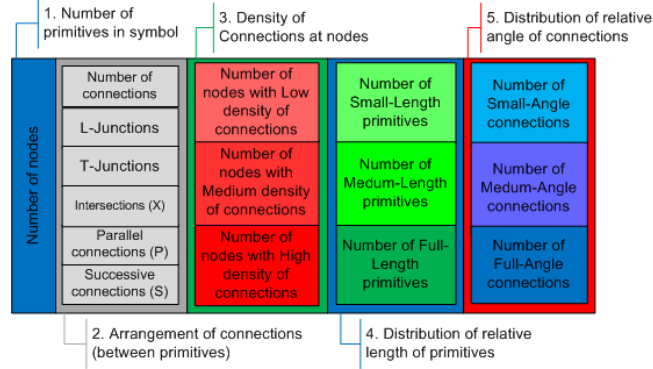 1. Number of
primitives in symbol
3. Density of
Connections at nodes
5. Distribution of relative
angle of connections
Number of nodes
Number of
connections
L-Junctions
T-Junctions
Intersections (X)
Parallel
connections (P)
Successive
connections (S)
Number of
nodes with Low
density of
connections
Number of
nodes with
Medium density
of connections
Number of
nodes with High
density of
connections
Number of
Small-Length
primitives
Number of
Medum-Length
primitives
Number of Full-
Length
primitives
Number of
Small-Angle
connections
Number of
Medum-Angle
connections
Number of
Full-Angle
connections
2. Arrangement of connections
(between primitives)
4. Distribution of relative
length of primitives